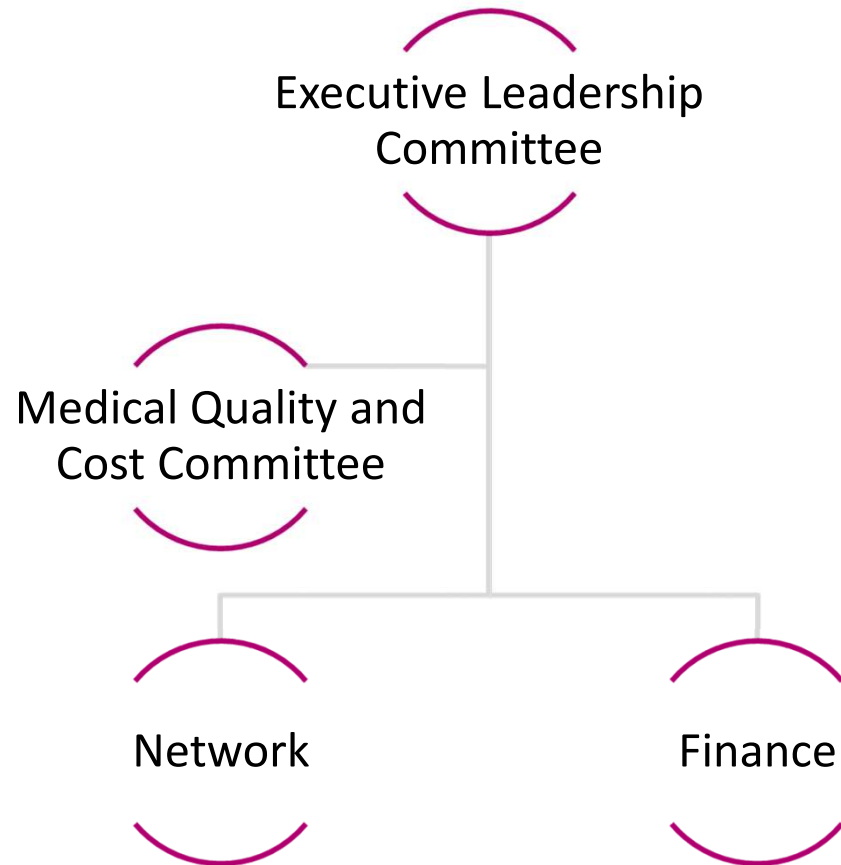 Executive Leadership
Committee
Medical Quality and
Cost Committee
Network
Finance